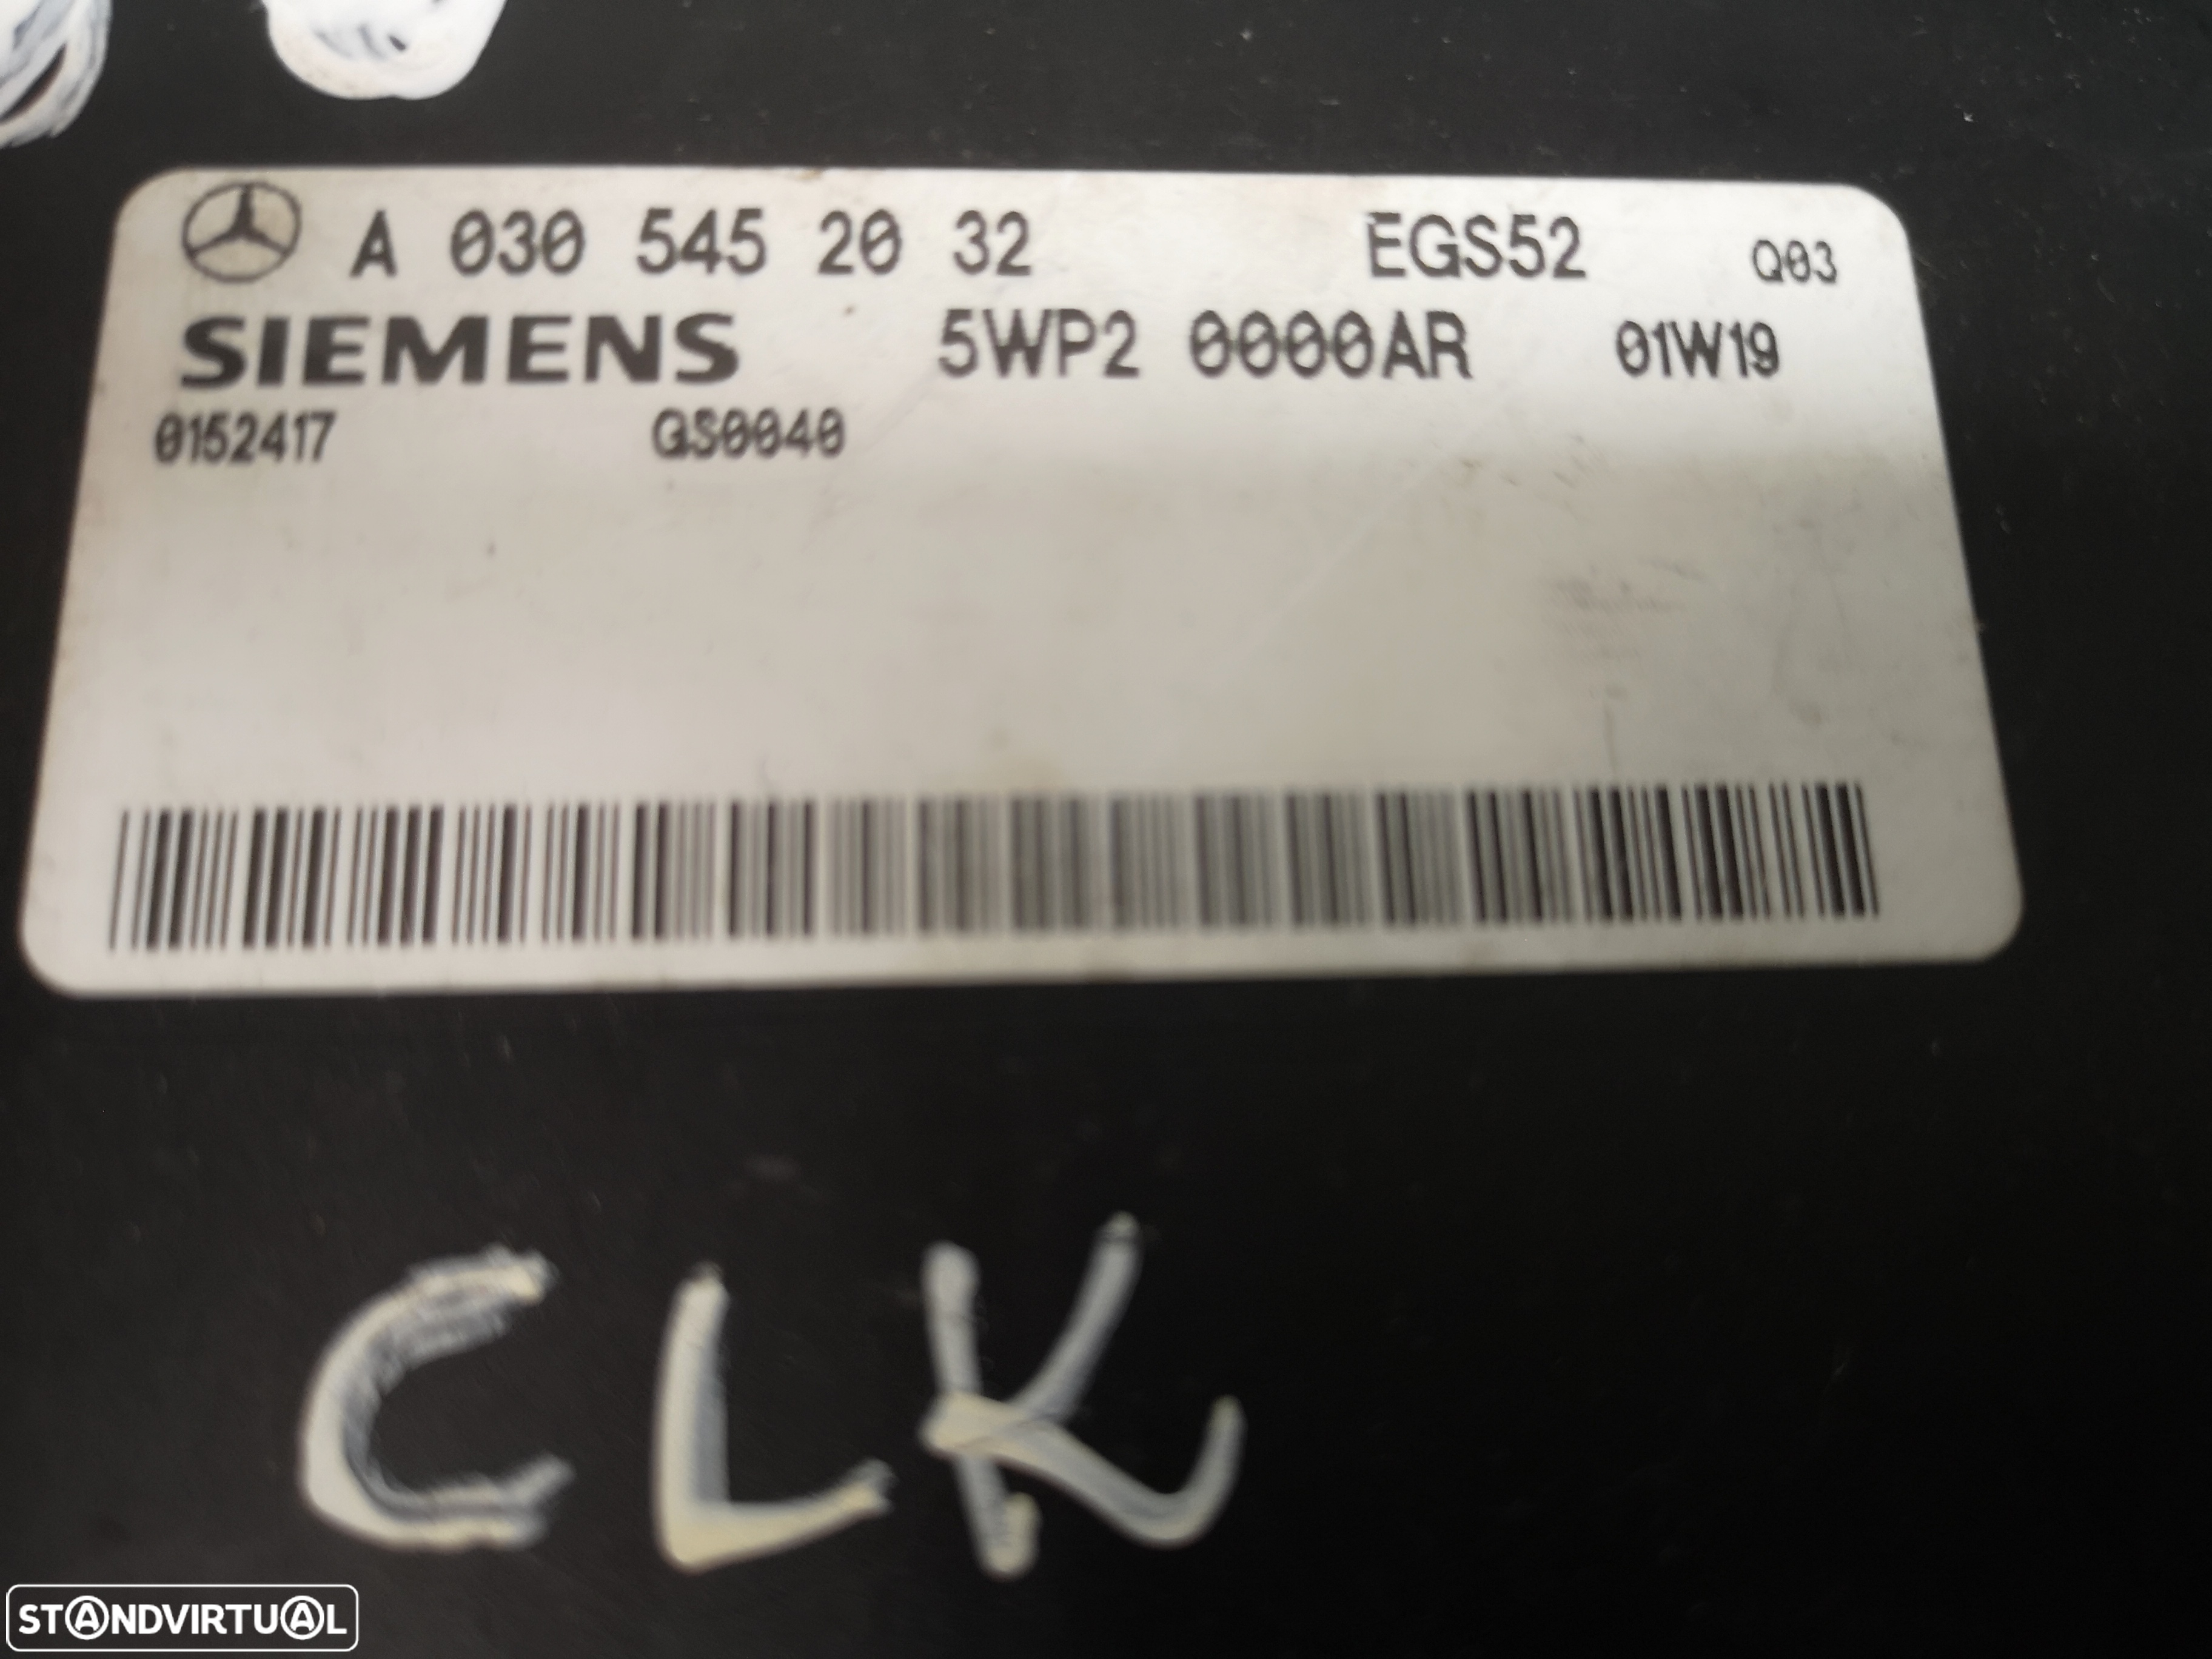 A 030 545 20 32 EGS52 Q03
SIEMENS 5WP2 0000AR 01W19
0152417 QS0040
CLK
STANDVIRTUAL